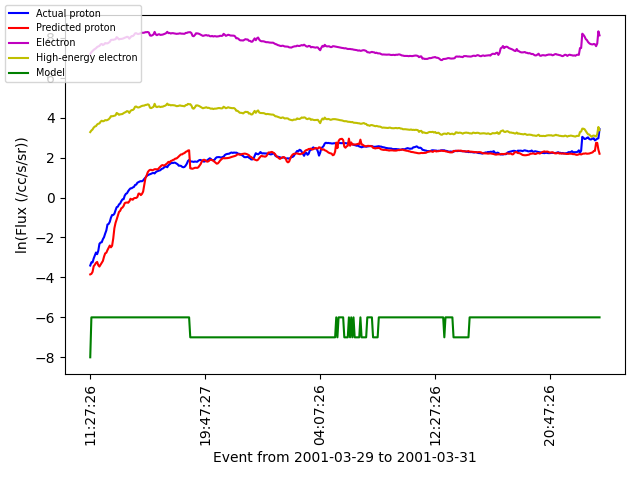 Actual proton
Predicted proton
Electron
High-energy electron
Model
8
6
4
2
0
−2
−4
−6
−8
ln(Flux (/cc/s/sr))
11:27:26
19:47:27
04:07:26
12:27:26
20:47:26
Event from 2001-03-29 to 2001-03-31